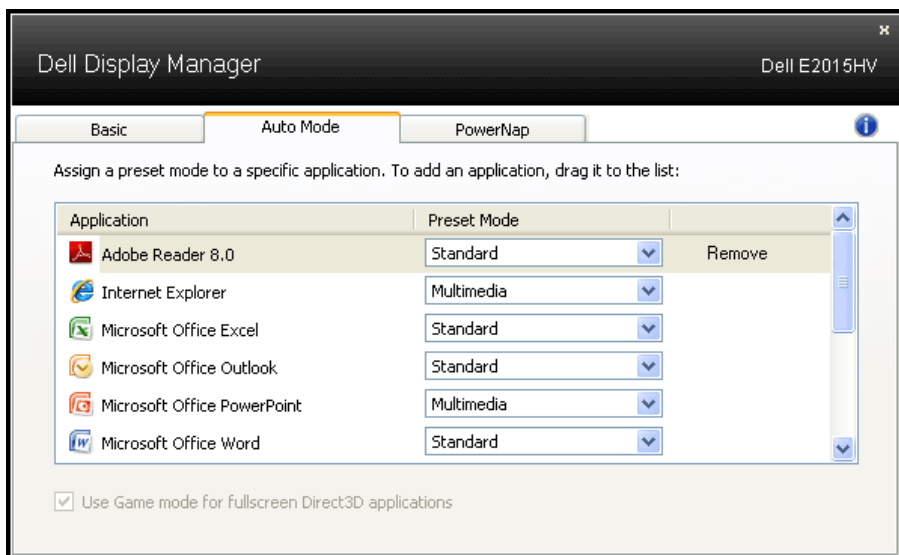 Dell Display Manager
Dell E2015HV
Basic
Auto Mode
PowerNap
Assign a preset mode to a specific application. To add an application, drag it to the list:
Application Preset Mode
Adobe Reader 8.0 Standard Remove
Internet Explorer Multimedia
Microsoft Office Excel Standard
Microsoft Office Outlook Standard
Microsoft Office PowerPoint Multimedia
Microsoft Office Word Standard
Use Game mode for fullscreen Direct3D applications